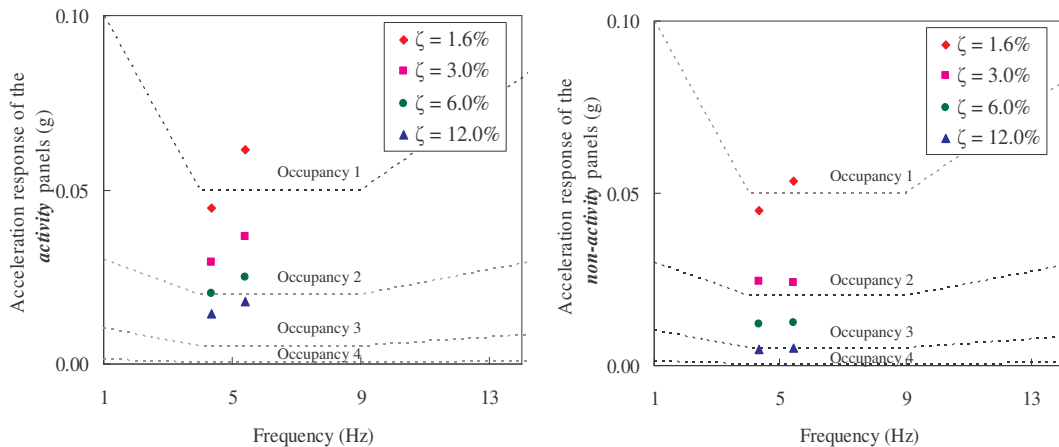 Acceleration response of the
activity panels (g)
0.10
0.05
0.00
ζ = 1.6%
ζ = 3.0%
ζ = 6.0%
ζ = 12.0%
Occupancy 1
Occupancy 2
Occupancy 3
Occupancy 4
1
5
9
13
Frequency (Hz)
Acceleration response of the
non-activity panels (g)
0.10
0.05
0.00
ζ = 1.6%
ζ = 3.0%
ζ = 6.0%
ζ = 12.0%
Occupancy 1
Occupancy 2
Occupancy 3
Occupancy 4
1
5
9
13
Frequency (Hz)